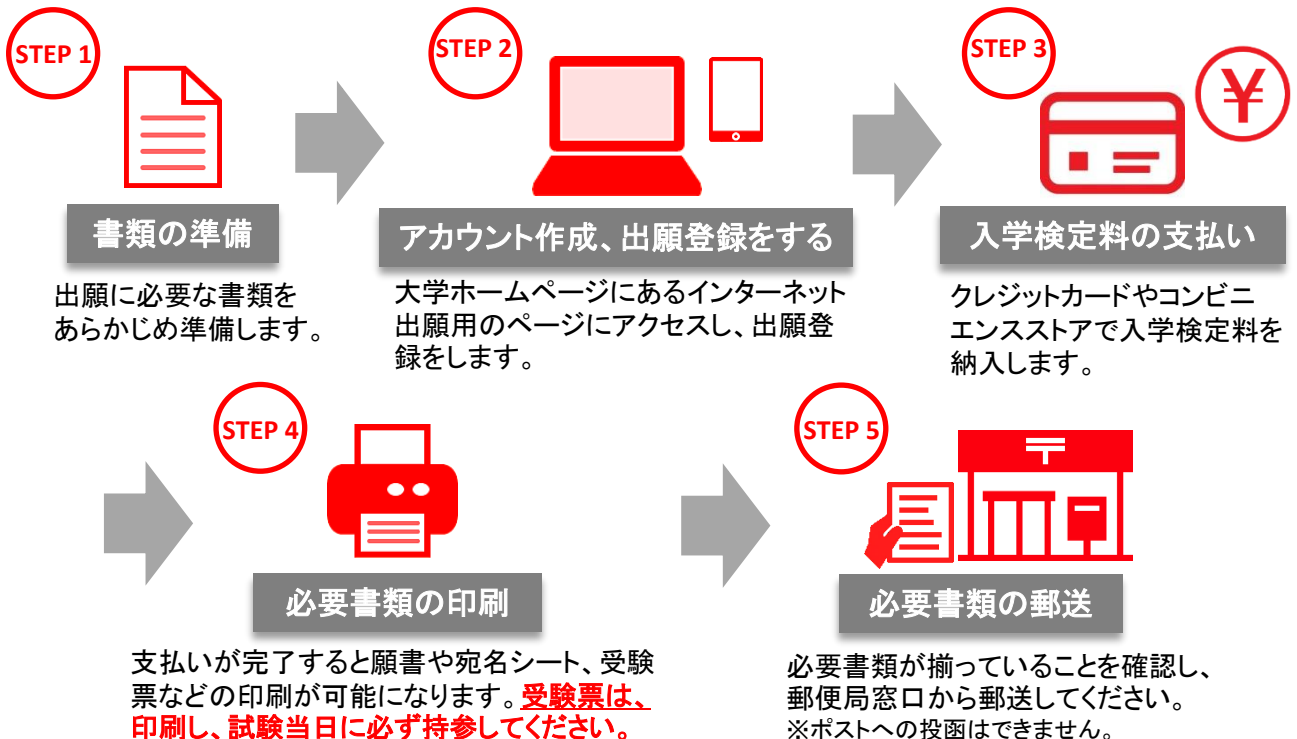 STEP 1
書類の準備
出願に必要な書類を
あらかじめ準備します。
STEP 2
アカウント作成、出願登録をする
大学ホームページにあるインターネット
出願用のページにアクセスし、出願登
録をします。
STEP 3
¥
入学検定料の支払い
クレジットカードやコンビニ
エンスストアで入学検定料を
納入します。
STEP 4
必要書類の印刷
支払いが完了すると願書や宛名シート、受験
票などの印刷が可能になります。受験票は、
印刷し、試験当日に必ず持参してください。
STEP 5
〒
必要書類の郵送
必要書類が揃っていることを確認し、
郵便局窓口から郵送してください。
※ポストへの投函はできません。